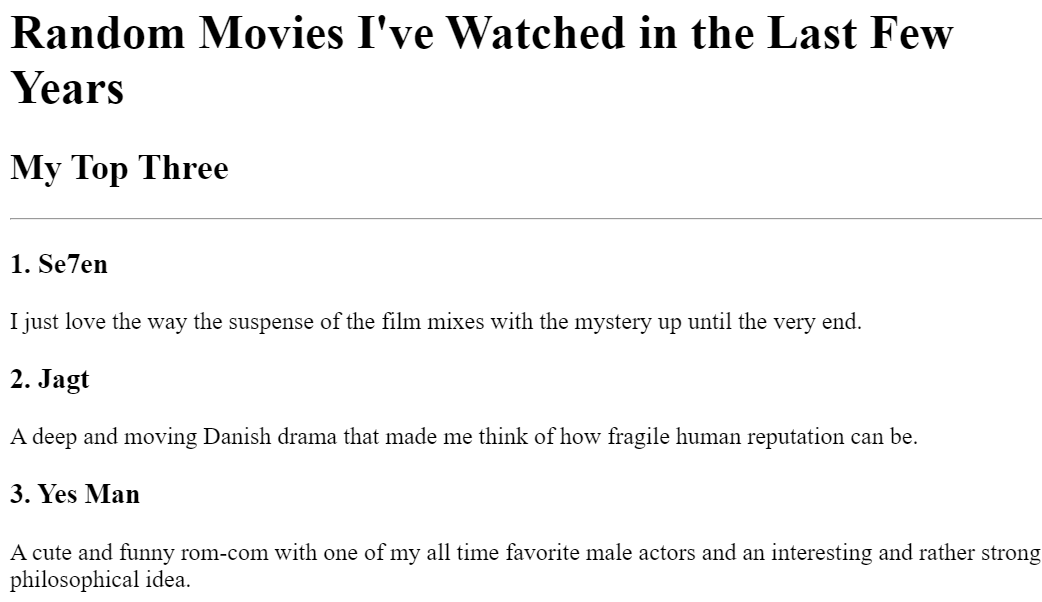 Random Movies I've Watched in the Last Few
Years
My Top Three
1. Se7en
I just love the way the suspense of the film mixes with the mystery up until the very end.
2. Jagt
A deep and moving Danish drama that made me think of how fragile human reputation can be.
3. Yes Man
A cute and funny rom-com with one of my all time favorite male actors and an interesting and rather strong
philosophical idea.